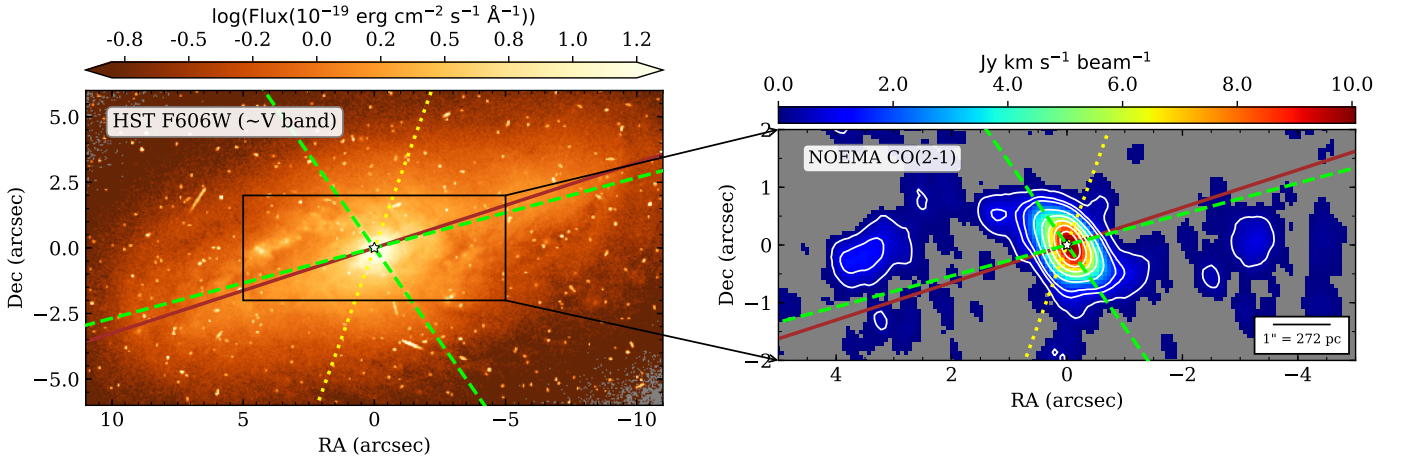 log(Flux(10⁻¹⁹ erg cm⁻² s⁻¹ Å⁻¹))
-0.8 -0.5 -0.2 0.0 0.2 0.5 0.8 1.0 1.2
HST F606W (~V band)
Dec (arcsec)
5.0
2.5
0.0
−2.5
−5.0
10 5 0 −5 −10
RA (arcsec)
Jy km s⁻¹ beam⁻¹
0.0 2.0 4.0 6.0 8.0 10.0
NOEMA CO(2-1)
Dec (arcsec)
2
1
0
−1
−2
1" = 272 pc
4 2 0 −2 −4
RA (arcsec)